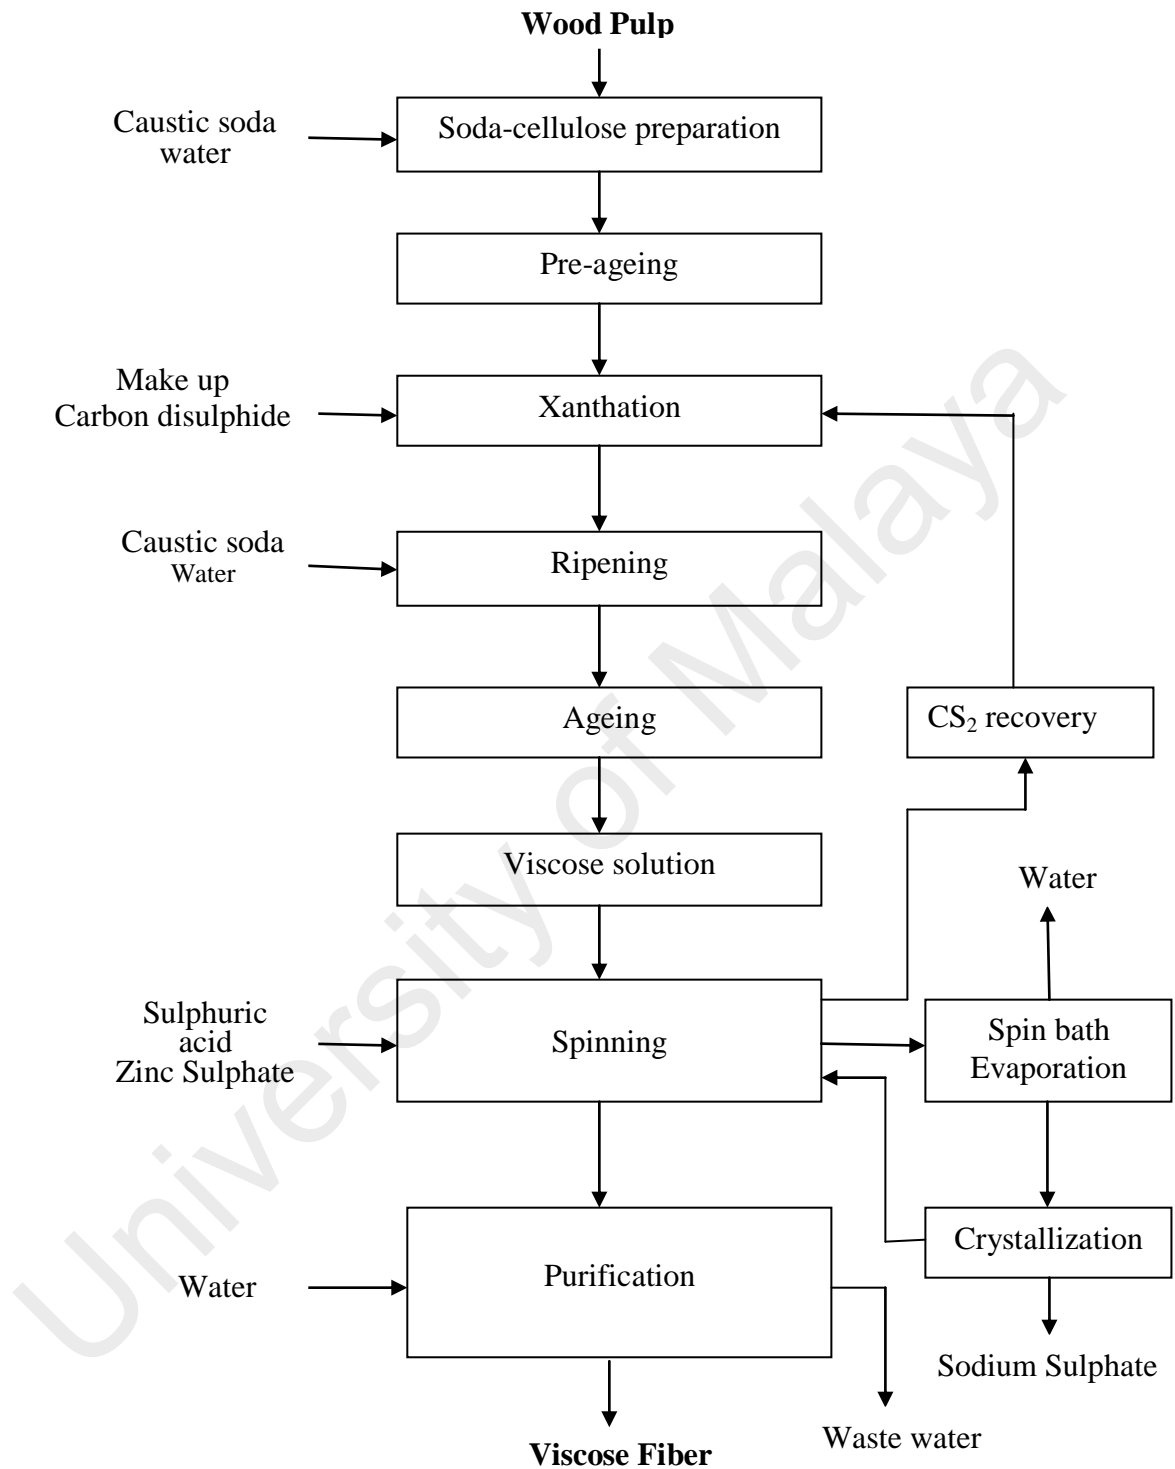 Wood Pulp
Caustic soda
water
Soda-cellulose preparation
Pre-ageing
Make up
Carbon disulphide
Xanthation
Caustic soda
Water
Ripening
Ageing
CS₂ recovery
Viscose solution
Water
Sulphuric
acid
Zinc Sulphate
Spinning
Spin bath
Evaporation
Crystallization
Water
Purification
Sodium Sulphate
Waste water
Viscose Fiber
University of Malaya